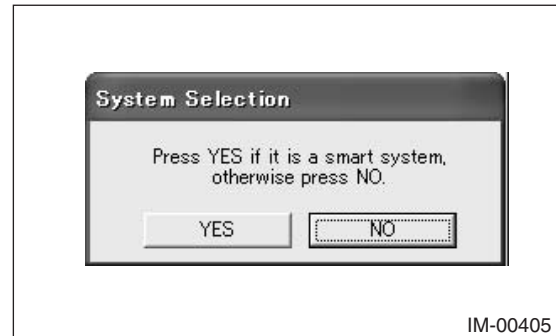 System Selection
Press YES if it is a smart system,
otherwise press NO.
YES NO
IM-00405